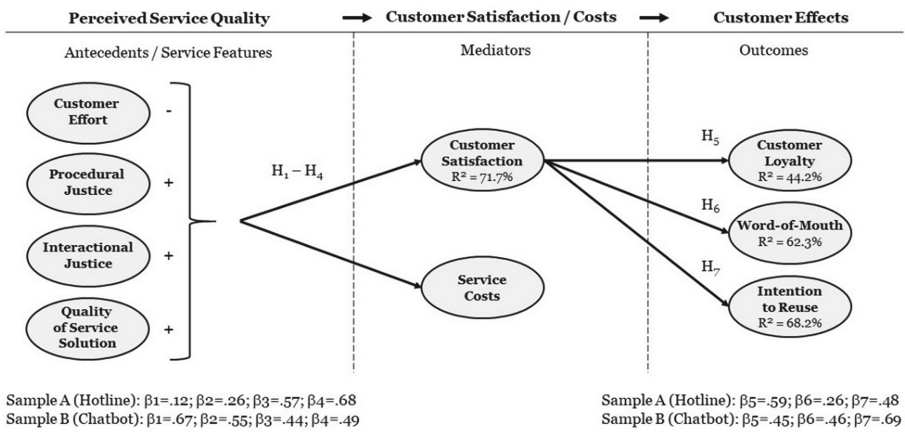 Perceived Service Quality → Customer Satisfaction / Costs → Customer Effects
Antecedents / Service Features
Mediators
Outcomes
Customer
Effort
-
Procedural
Justice
+
Interactional
Justice
+
Quality
of Service
Solution
+
H₁ – H₄
Customer
Satisfaction
R² = 71.7%
Service
Costs
H₅
Customer
Loyalty
R² = 44.2%
H₆
Word-of-Mouth
R² = 62.3%
H₇
Intention
to Reuse
R² = 68.2%
Sample A (Hotline): β1=.12; β2=.26; β3=.57; β4=.68
Sample B (Chatbot): β1=.67; β2=.55; β3=.44; β4=.49
Sample A (Hotline): β5=.59; β6=.26; β7=.48
Sample B (Chatbot): β5=.45; β6=.46; β7=.69